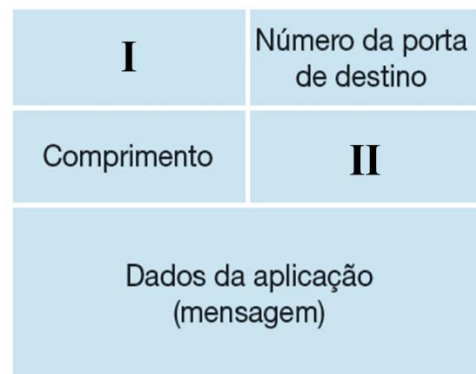 I
Número da porta
de destino
Comprimento
II
Dados da aplicação
(mensagem)